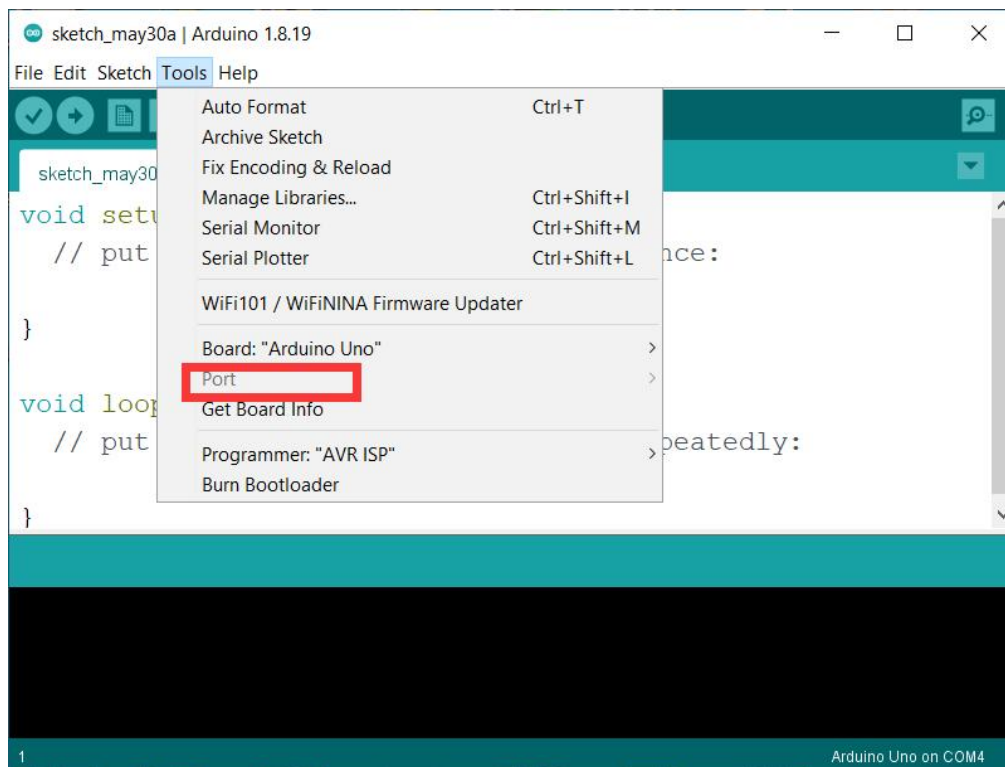 sketch_may30a | Arduino 1.8.19
File Edit Sketch Tools Help
Auto Format Ctrl+T
Archive Sketch
Fix Encoding & Reload
Manage Libraries... Ctrl+Shift+I
Serial Monitor Ctrl+Shift+M
Serial Plotter Ctrl+Shift+L
WiFi101 / WiFiNINA Firmware Updater
Board: "Arduino Uno"
Port
Get Board Info
Programmer: "AVR ISP"
Burn Bootloader
sketch_may30
void setu
// put nce:
}
void loop
// put peatedly:
}
1 Arduino Uno on COM4